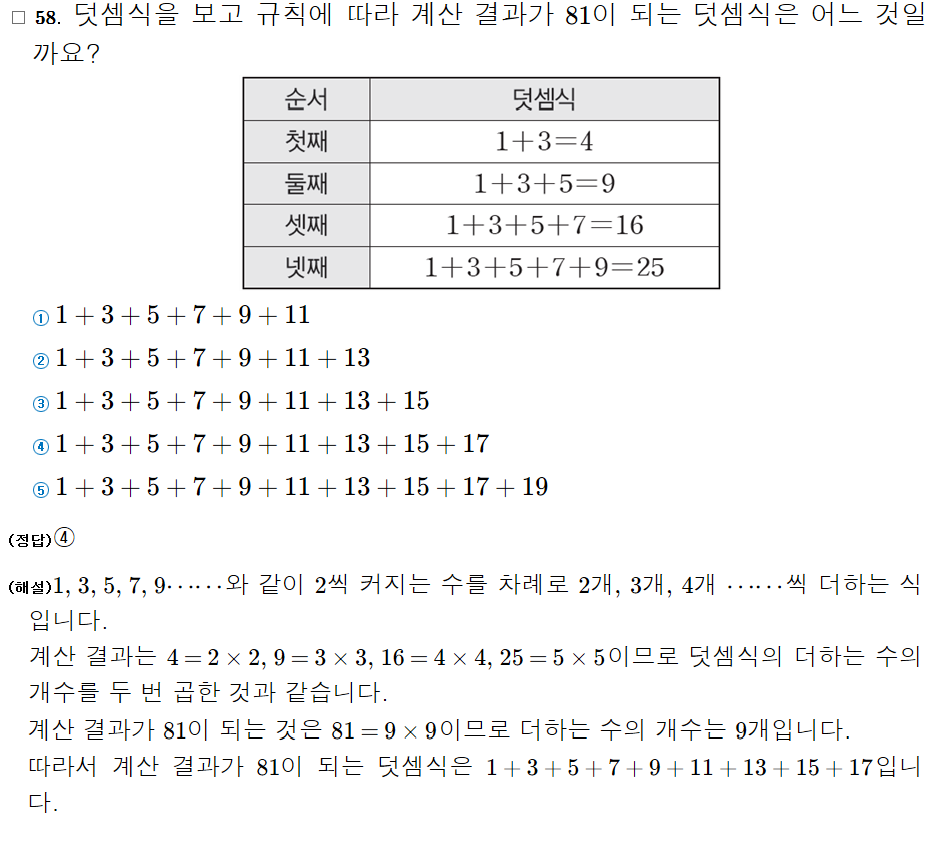 □ 58. 덧셈식을 보고 규칙에 따라 계산 결과가 81이 되는 덧셈식은 어느 것일
까요?
순서 덧셈식
첫째 1+3=4
둘째 1+3+5=9
셋째 1+3+5+7=16
넷째 1+3+5+7+9=25
① 1+3+5+7+9+11
② 1+3+5+7+9+11+13
③ 1+3+5+7+9+11+13+15
④ 1+3+5+7+9+11+13+15+17
⑤ 1+3+5+7+9+11+13+15+17+19
(정답)④
(해설)1, 3, 5, 7, 9⋯⋯와 같이 2씩 커지는 수를 차례로 2개, 3개, 4개 ⋯⋯씩 더하는 식
입니다.
계산 결과는 4=2×2, 9=3×3, 16=4×4, 25=5×5이므로 덧셈식의 더하는 수의
개수를 두 번 곱한 것과 같습니다.
계산 결과가 81이 되는 것은 81=9×9이므로 더하는 수의 개수는 9개입니다.
따라서 계산 결과가 81이 되는 덧셈식은 1+3+5+7+9+11+13+15+17입니
다.